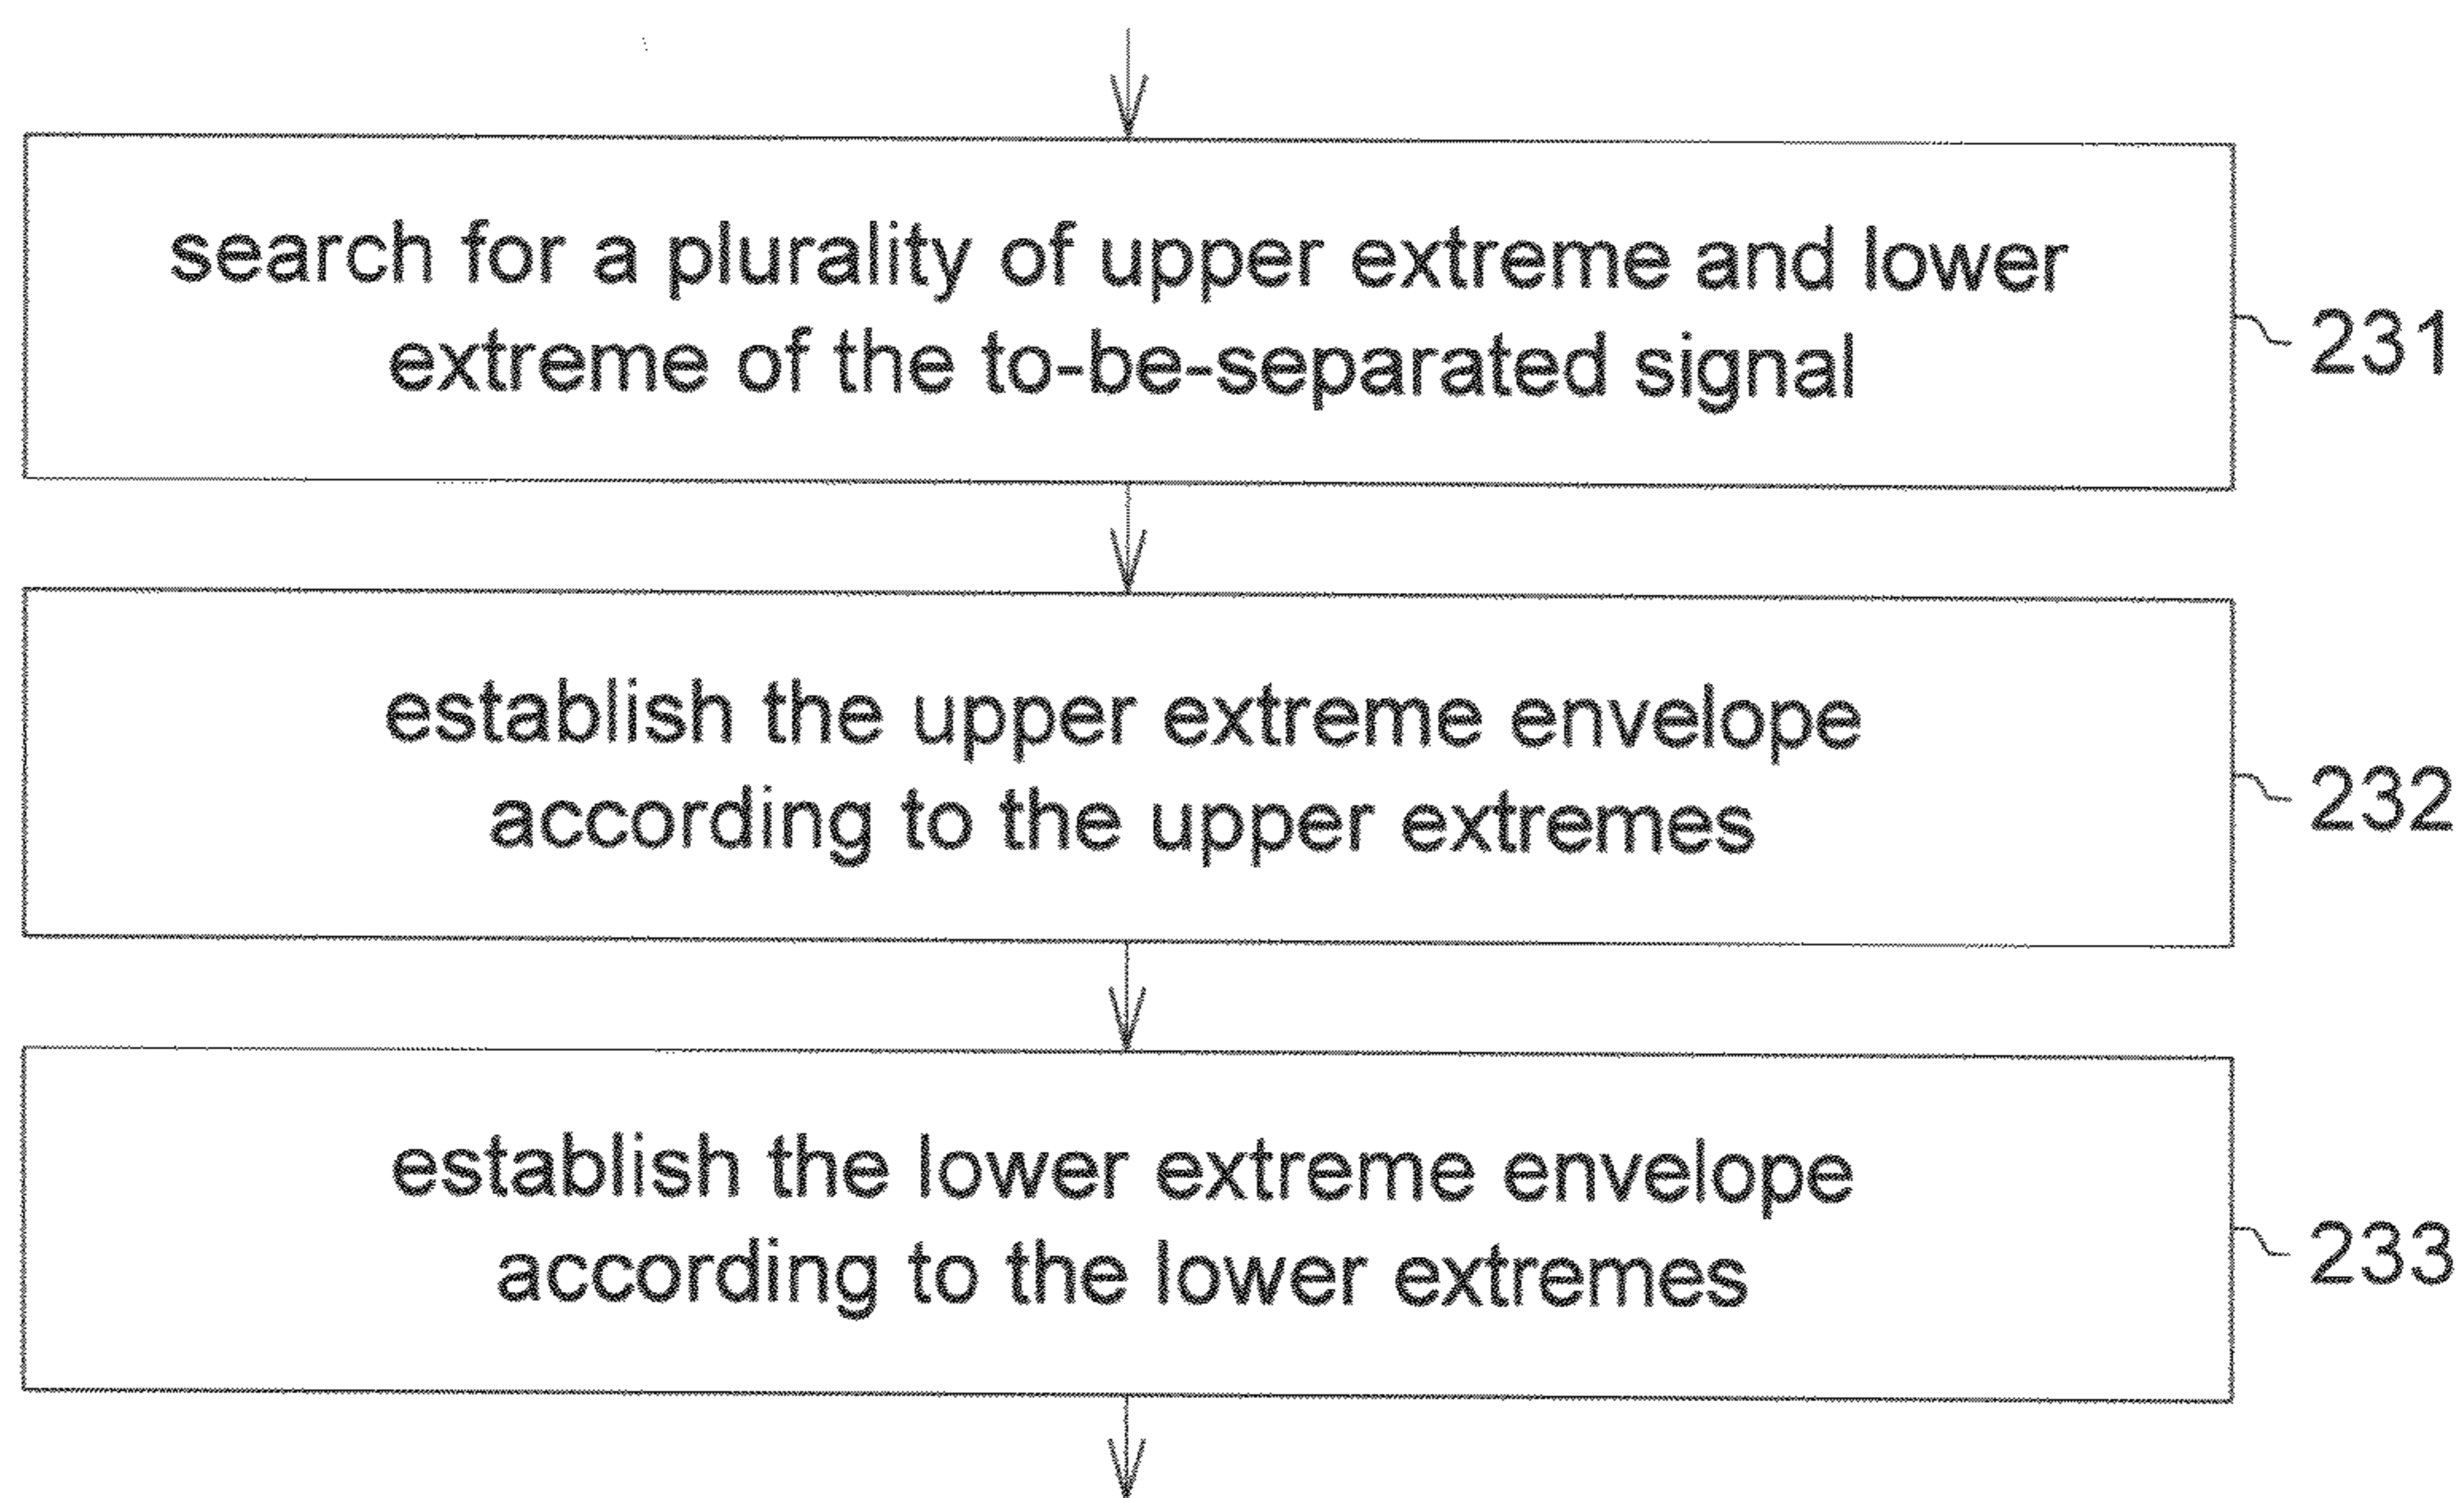 search for a plurality of upper extreme and lower
extreme of the to-be-separated signal
231
establish the upper extreme envelope
according to the upper extremes
232
establish the lower extreme envelope
according to the lower extremes
233